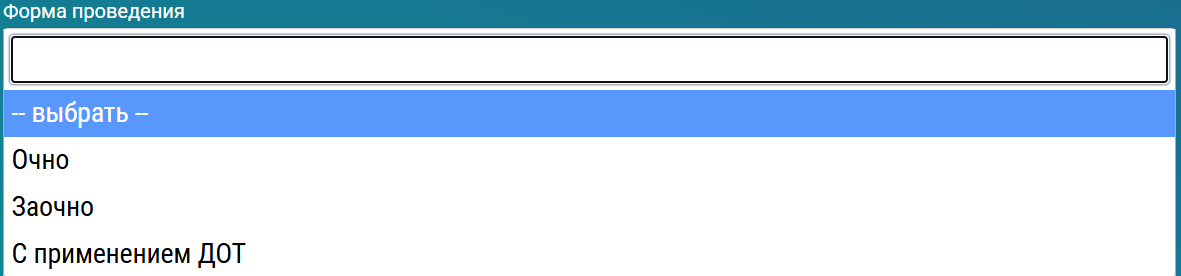 Форма проведения
-- выбрать --
Очно
Заочно
С применением ДОТ